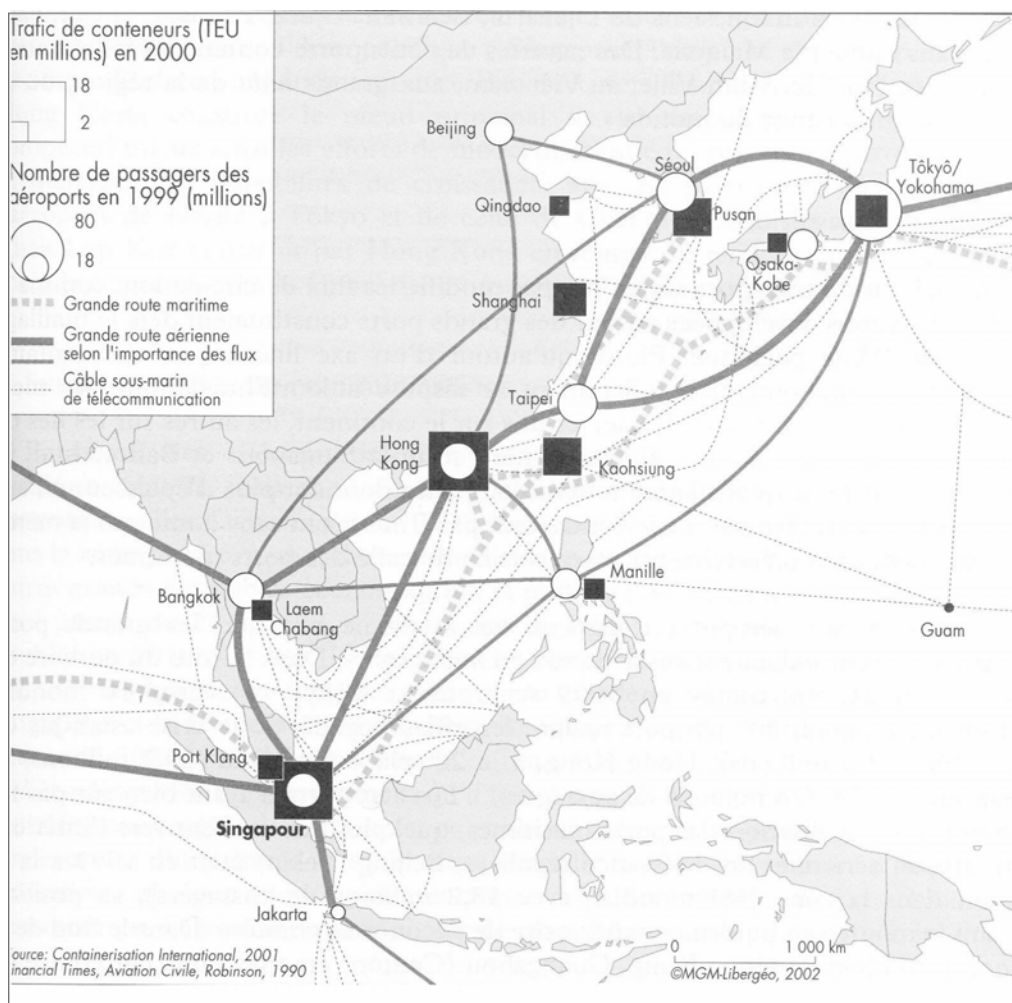 Trafic de conteneurs (TEU
en millions) en 2000
18
2
Nombre de passagers des
aéroports en 1999 (millions)
80
18
Grande route maritime
Grande route aérienne
selon l'importance des flux
Câble sous-marin
de télécommunication
Beijing
Séoul
Tôkyô/
Yokohama
Qingdao
Pusan
Osaka-
Kobe
Shanghai
Taipei
Hong
Kong
Kaohsiung
Bangkok
Laem
Chabang
Manille
Guam
Port Klang
Singapour
Jakarta
0 1 000 km
ource: Containerisation International, 2001
inancial Times, Aviation Civile, Robinson, 1990
©MGM-Libergéo, 2002